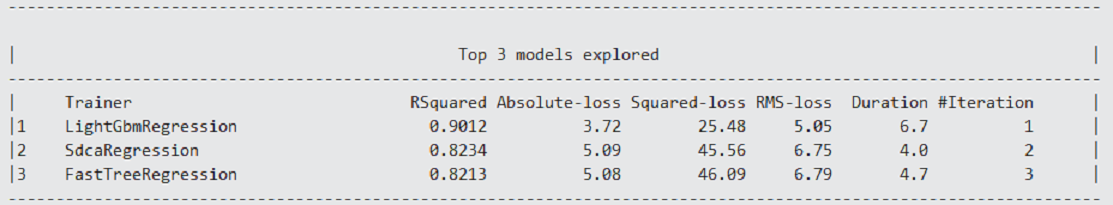 ------------------------------------------------------------------------------------------------------------------
|                                              Top 3 models explored                                             |
------------------------------------------------------------------------------------------------------------------
|     Trainer                             RSquared Absolute-loss Squared-loss RMS-loss  Duration #Iteration      |
|1    LightGbmRegression                    0.9012          3.72        25.48     5.05       6.7          1      |
|2    SdcaRegression                        0.8234          5.09        45.56     6.75       4.0          2      |
|3    FastTreeRegression                    0.8213          5.08        46.09     6.79       4.7          3      |
------------------------------------------------------------------------------------------------------------------